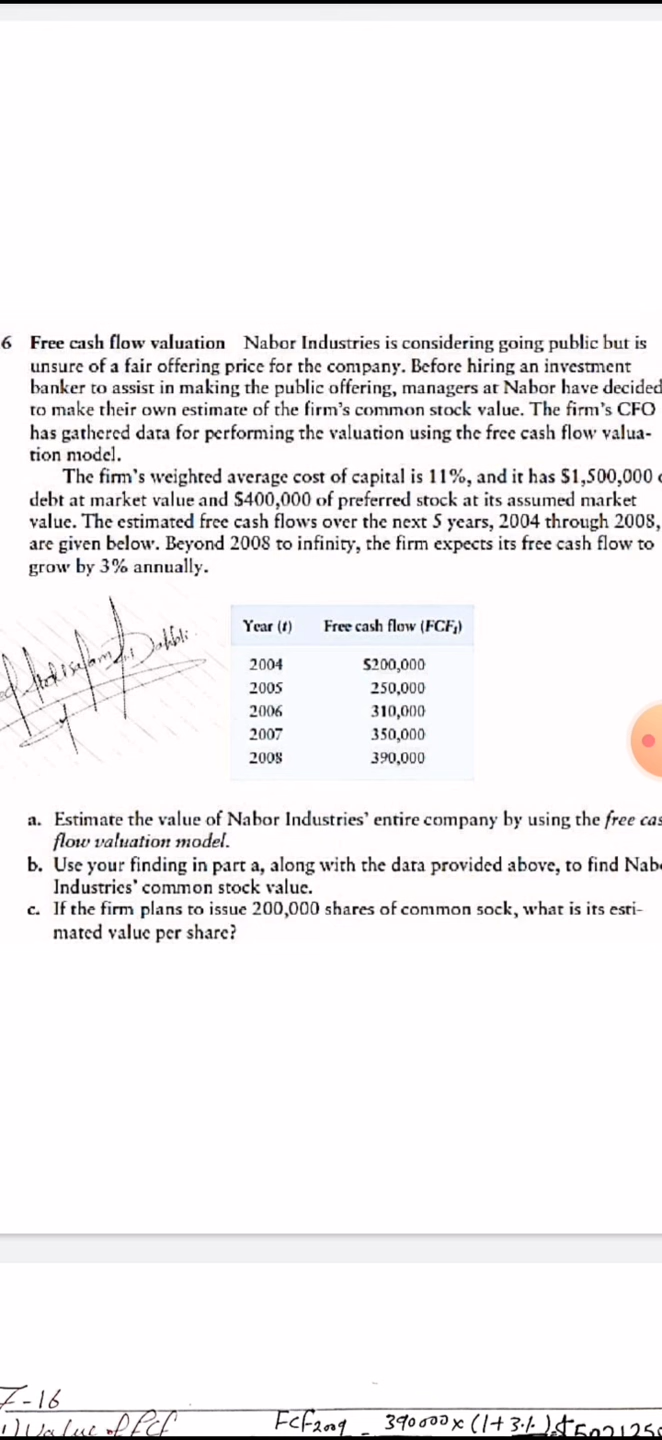 6 Free cash flow valuation Nabor Industries is considering going public but is
unsure of a fair offering price for the company. Before hiring an investment
banker to assist in making the public offering, managers at Nabor have decided
to make their own estimate of the firm's common stock value. The firm's CFO
has gathered data for performing the valuation using the free cash flow valua-
tion model.
The firm's weighted average cost of capital is 11%, and it has $1,500,000
debt at market value and $400,000 of preferred stock at its assumed market
value. The estimated free cash flows over the next 5 years, 2004 through 2008,
are given below. Beyond 2008 to infinity, the firm expects its free cash flow to
grow by 3% annually.
Year (t) Free cash flow (FCFt)
2004 $200,000
2005 250,000
2006 310,000
2007 350,000
2008 390,000
a. Estimate the value of Nabor Industries' entire company by using the free cas
flow valuation model.
b. Use your finding in part a, along with the data provided above, to find Nab
Industries' common stock value.
c. If the firm plans to issue 200,000 shares of common sock, what is its esti-
mated value per share?
7-16
1) Value of FCF FCF2009 = 390000 x (1+3%)